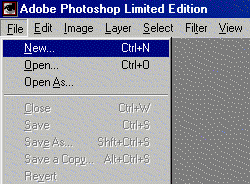 Adobe Photoshop Limited Edition
File Edit Image Layer Select Filter View
New... Ctrl+N
Open... Ctrl+O
Open As...
Close Ctrl+W
Save Ctrl+S
Save As... Shft+Ctrl+S
Save a Copy... Alt+Ctrl+S
Revert